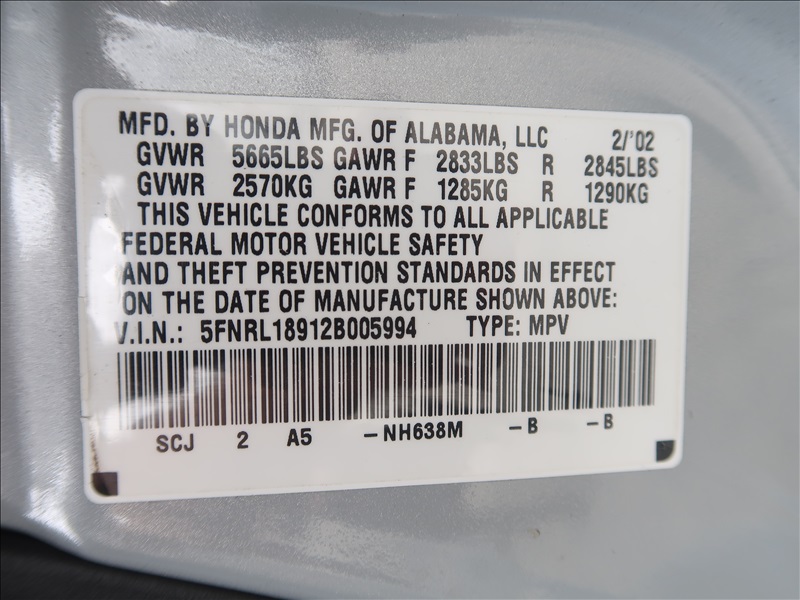 MFD. BY HONDA MFG. OF ALABAMA, LLC 2/'02
GVWR 5665LBS GAWR F 2833LBS R 2845LBS
GVWR 2570KG GAWR F 1285KG R 1290KG
THIS VEHICLE CONFORMS TO ALL APPLICABLE
FEDERAL MOTOR VEHICLE SAFETY
AND THEFT PREVENTION STANDARDS IN EFFECT
ON THE DATE OF MANUFACTURE SHOWN ABOVE:
V.I.N.: 5FNRL18912B005994 TYPE: MPV
SCJ 2 A5 -NH638M -B -B